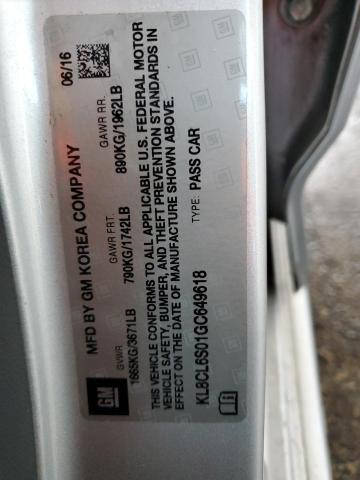 MFD BY GM KOREA COMPANY 06/16
GVWR GAWR FRT. GAWR RR.
1665KG/3671LB 790KG/1742LB 890KG/1962LB
THIS VEHICLE CONFORMS TO ALL APPLICABLE U.S. FEDERAL MOTOR
VEHICLE SAFETY, BUMPER, AND THEFT PREVENTION STANDARDS IN
EFFECT ON THE DATE OF MANUFACTURE SHOWN ABOVE.
KL8CL6S01GC649618 TYPE: PASS CAR
GM